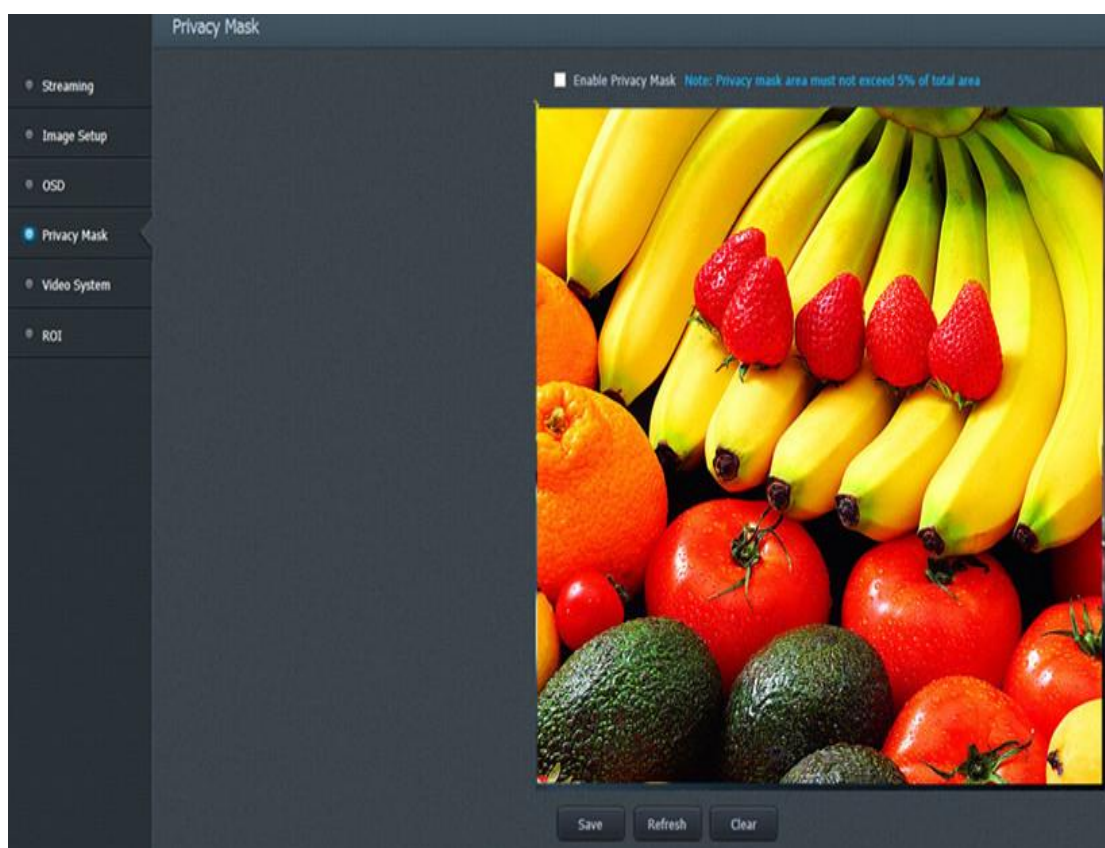 Privacy Mask
Streaming
Image Setup
OSD
Privacy Mask
Video System
ROI
Enable Privacy Mask Note: Privacy mask area must not exceed 5% of total area
Save Refresh Clear